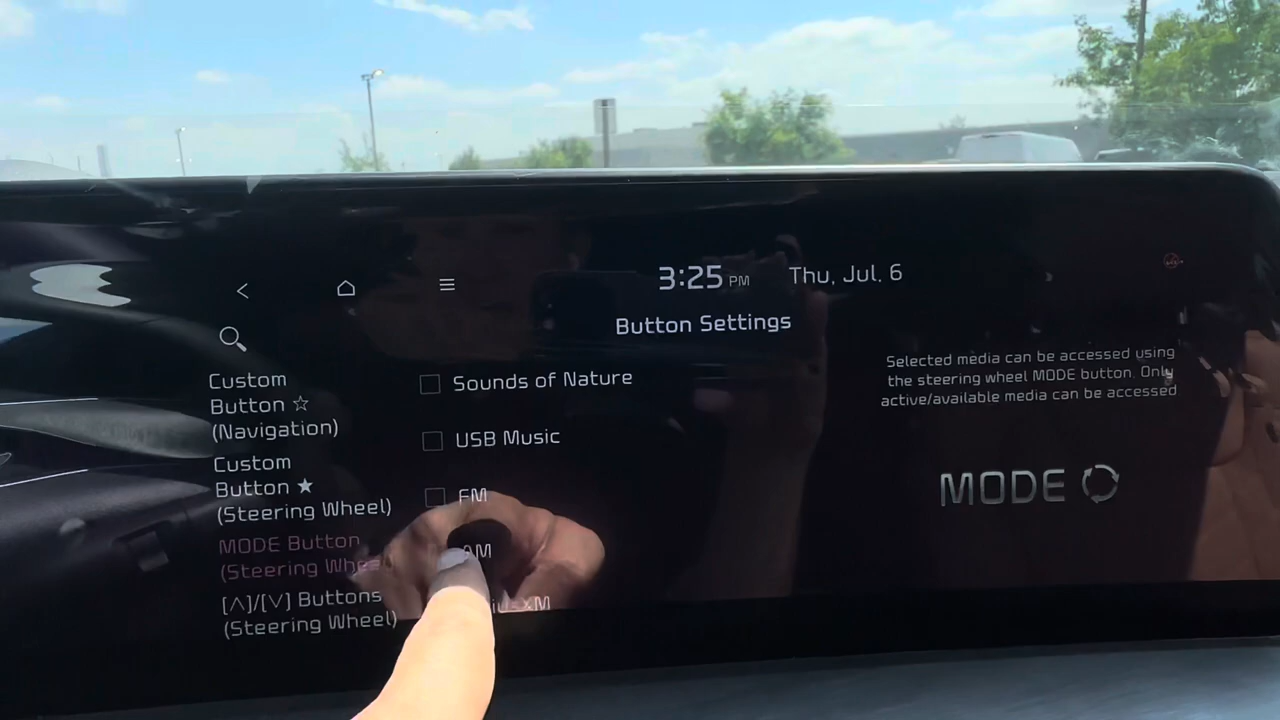 3:25 PM Thu, Jul. 6
Button Settings
Custom
Button ☆
(Navigation)
Custom
Button ★
(Steering Wheel)
MODE Button
(Steering
[∧]/[∨] Buttons
(Steering Wheel)
Sounds of Nature
USB Music
FM
AM
Selected media can be accessed using
the steering wheel MODE button. Only
active/available media can be accessed
MODE